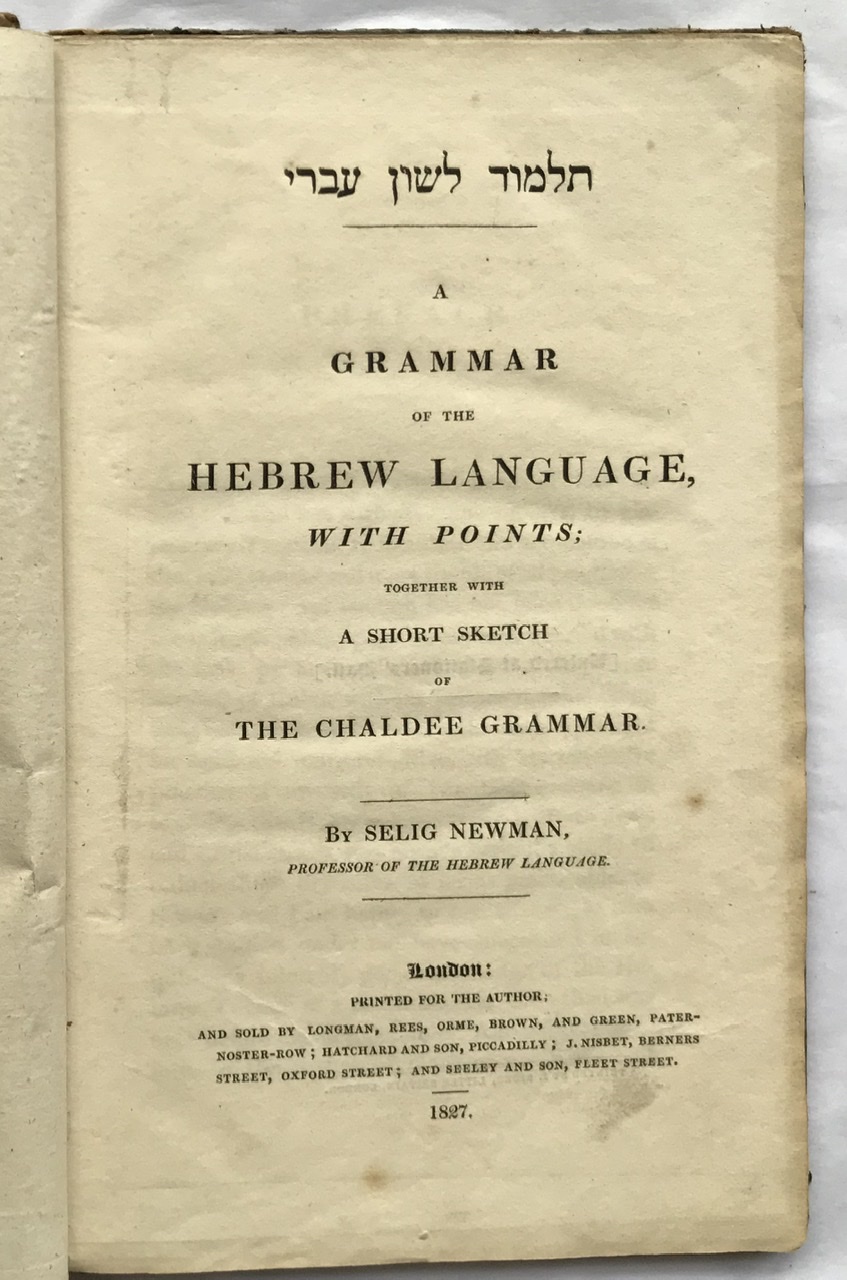 תלמוד לשון עברי
A
GRAMMAR
OF THE
HEBREW LANGUAGE,
WITH POINTS;
TOGETHER WITH
A SHORT SKETCH
OF
THE CHALDEE GRAMMAR.
By SELIG NEWMAN,
PROFESSOR OF THE HEBREW LANGUAGE.
London:
PRINTED FOR THE AUTHOR;
AND SOLD BY LONGMAN, REES, ORME, BROWN, AND GREEN, PATER-
NOSTER-ROW; HATCHARD AND SON, PICCADILLY; J. NISBET, BERNERS
STREET, OXFORD STREET; AND SEELEY AND SON, FLEET STREET.
1827.